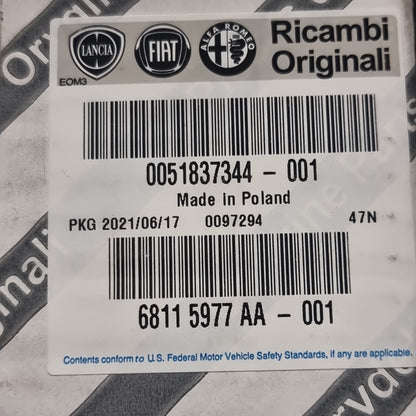 LANCIA FIAT ALFA ROMEO Ricambi
Originali
EOM3
0051837344 - 001
Made in Poland
PKG 2021/06/17 0097294 47N
6811 5977 AA - 001
Contents conform to U.S. Federal Motor Vehicle Safety Standards, if any are applicable.